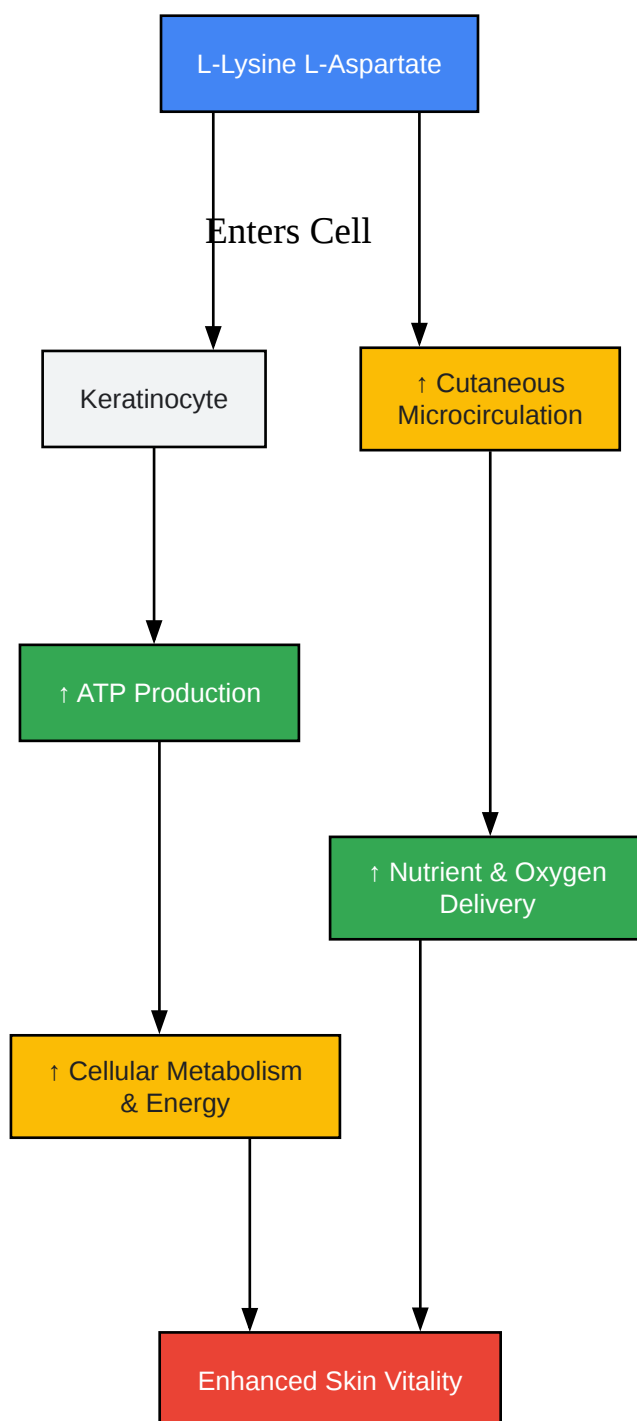 L-Lysine L-Aspartate
Enters Cell
Keratinocyte
↑ Cutaneous
Microcirculation
↑ ATP Production
↑ Nutrient & Oxygen
Delivery
↑ Cellular Metabolism
& Energy
Enhanced Skin Vitality